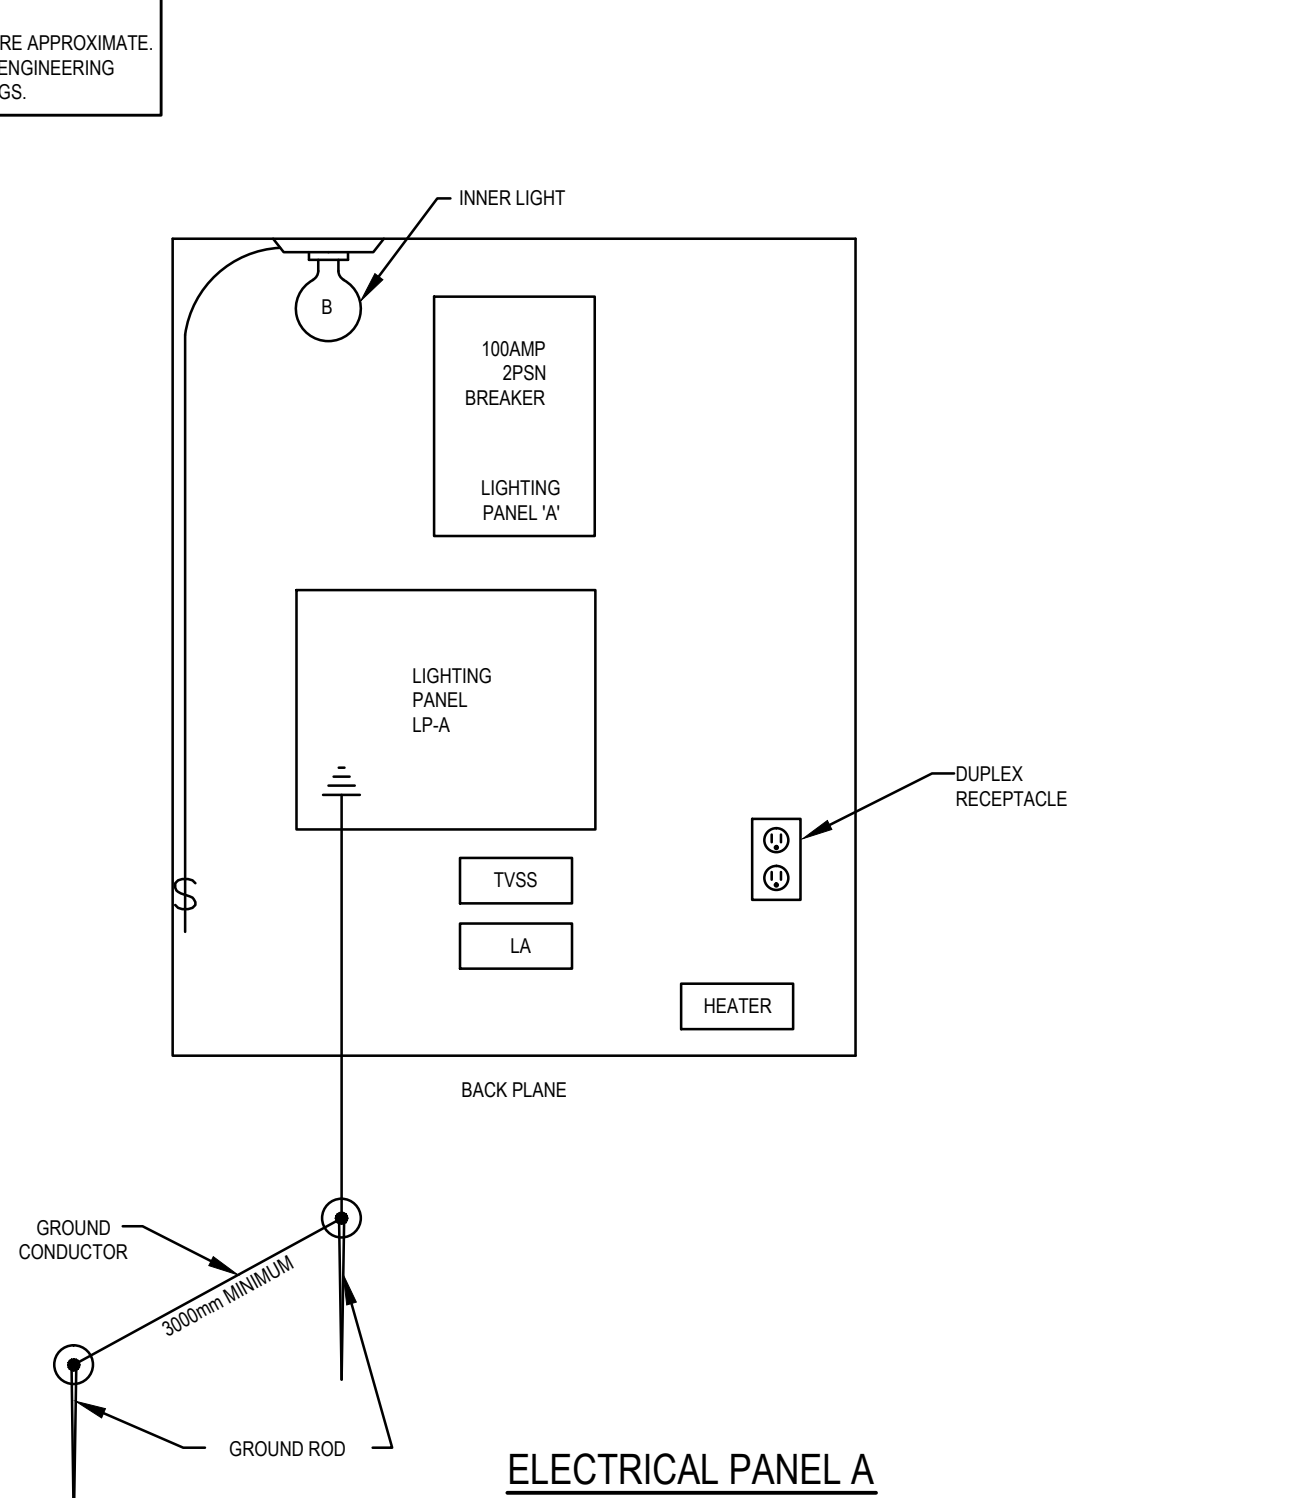 RE APPROXIMATE.
ENGINEERING
GS.
INNER LIGHT
B
100AMP
2PSN
BREAKER
LIGHTING
PANEL 'A'
LIGHTING
PANEL
LP-A
DUPLEX
RECEPTACLE
TVSS
S
LA
HEATER
BACK PLANE
GROUND
CONDUCTOR
3000mm MINIMUM
GROUND ROD
ELECTRICAL PANEL A